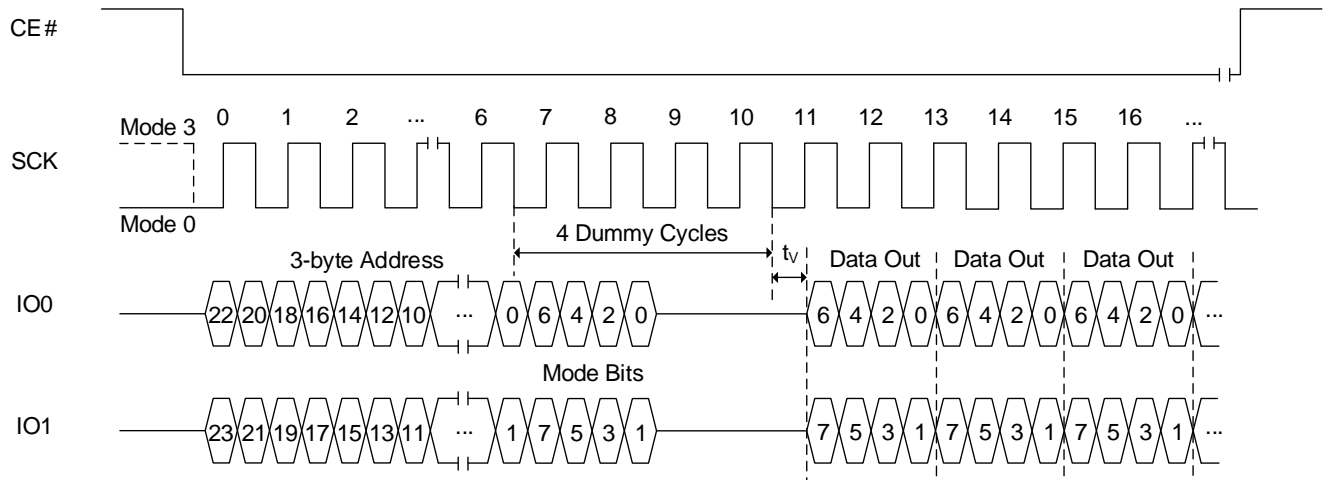 CE#
0 1 2 ... 6 7 8 9 10 11 12 13 14 15 16 ...
Mode 3
SCK
Mode 0
4 Dummy Cycles
3-byte Address tV Data Out Data Out Data Out
IO0 22 20 18 16 14 12 10 ... 0 6 4 2 0 6 4 2 0 6 4 2 0 6 4 2 0 ...
Mode Bits
IO1 23 21 19 17 15 13 11 ... 1 7 5 3 1 7 5 3 1 7 5 3 1 7 5 3 1 ...